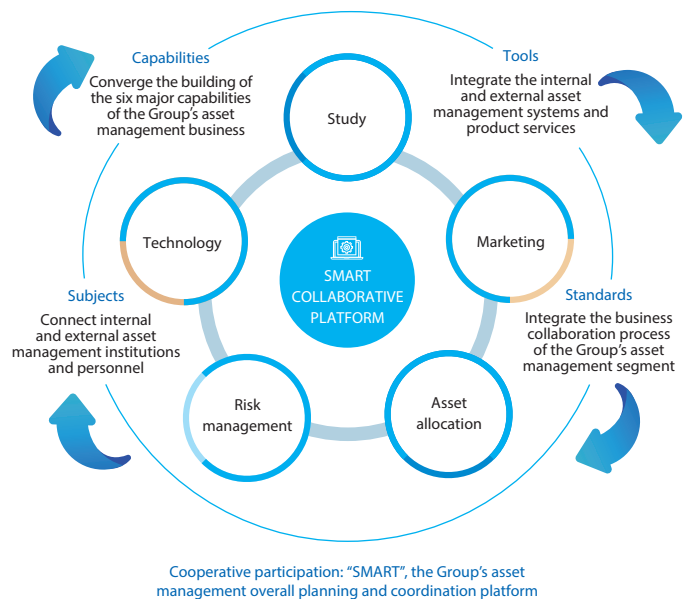 Capabilities
Converge the building of
the six major capabilities
of the Group's asset
management business
Tools
Integrate the internal
and external asset
management systems and
product services
Study
Technology
Marketing
SMART
COLLABORATIVE
PLATFORM
Subjects
Connect internal
and external asset
management institutions
and personnel
Standards
Integrate the business
collaboration process
of the Group's asset
management segment
Risk
management
Asset
allocation
Cooperative participation: “SMART”, the Group's asset
management overall planning and coordination platform